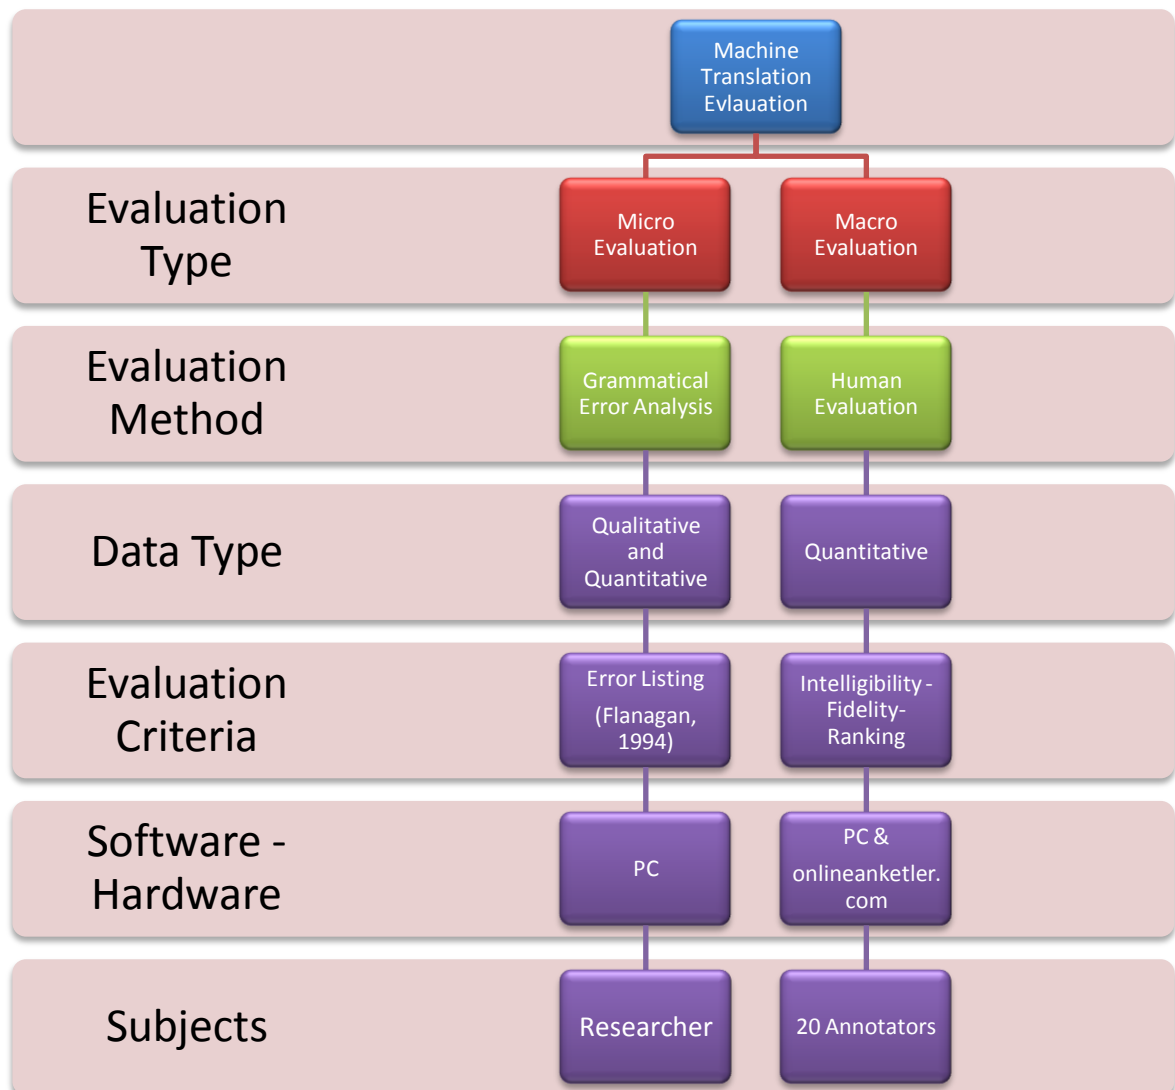 Machine
Translation
Evlauation
Evaluation
Type
Micro
Evaluation
Macro
Evaluation
Evaluation
Method
Grammatical
Error Analysis
Human
Evaluation
Data Type
Qualitative
and
Quantitative
Quantitative
Evaluation
Criteria
Error Listing
(Flanagan,
1994)
Intelligibility -
Fidelity-
Ranking
Software -
Hardware
PC
PC &
onlineanketler.
com
Subjects
Researcher
20 Annotators